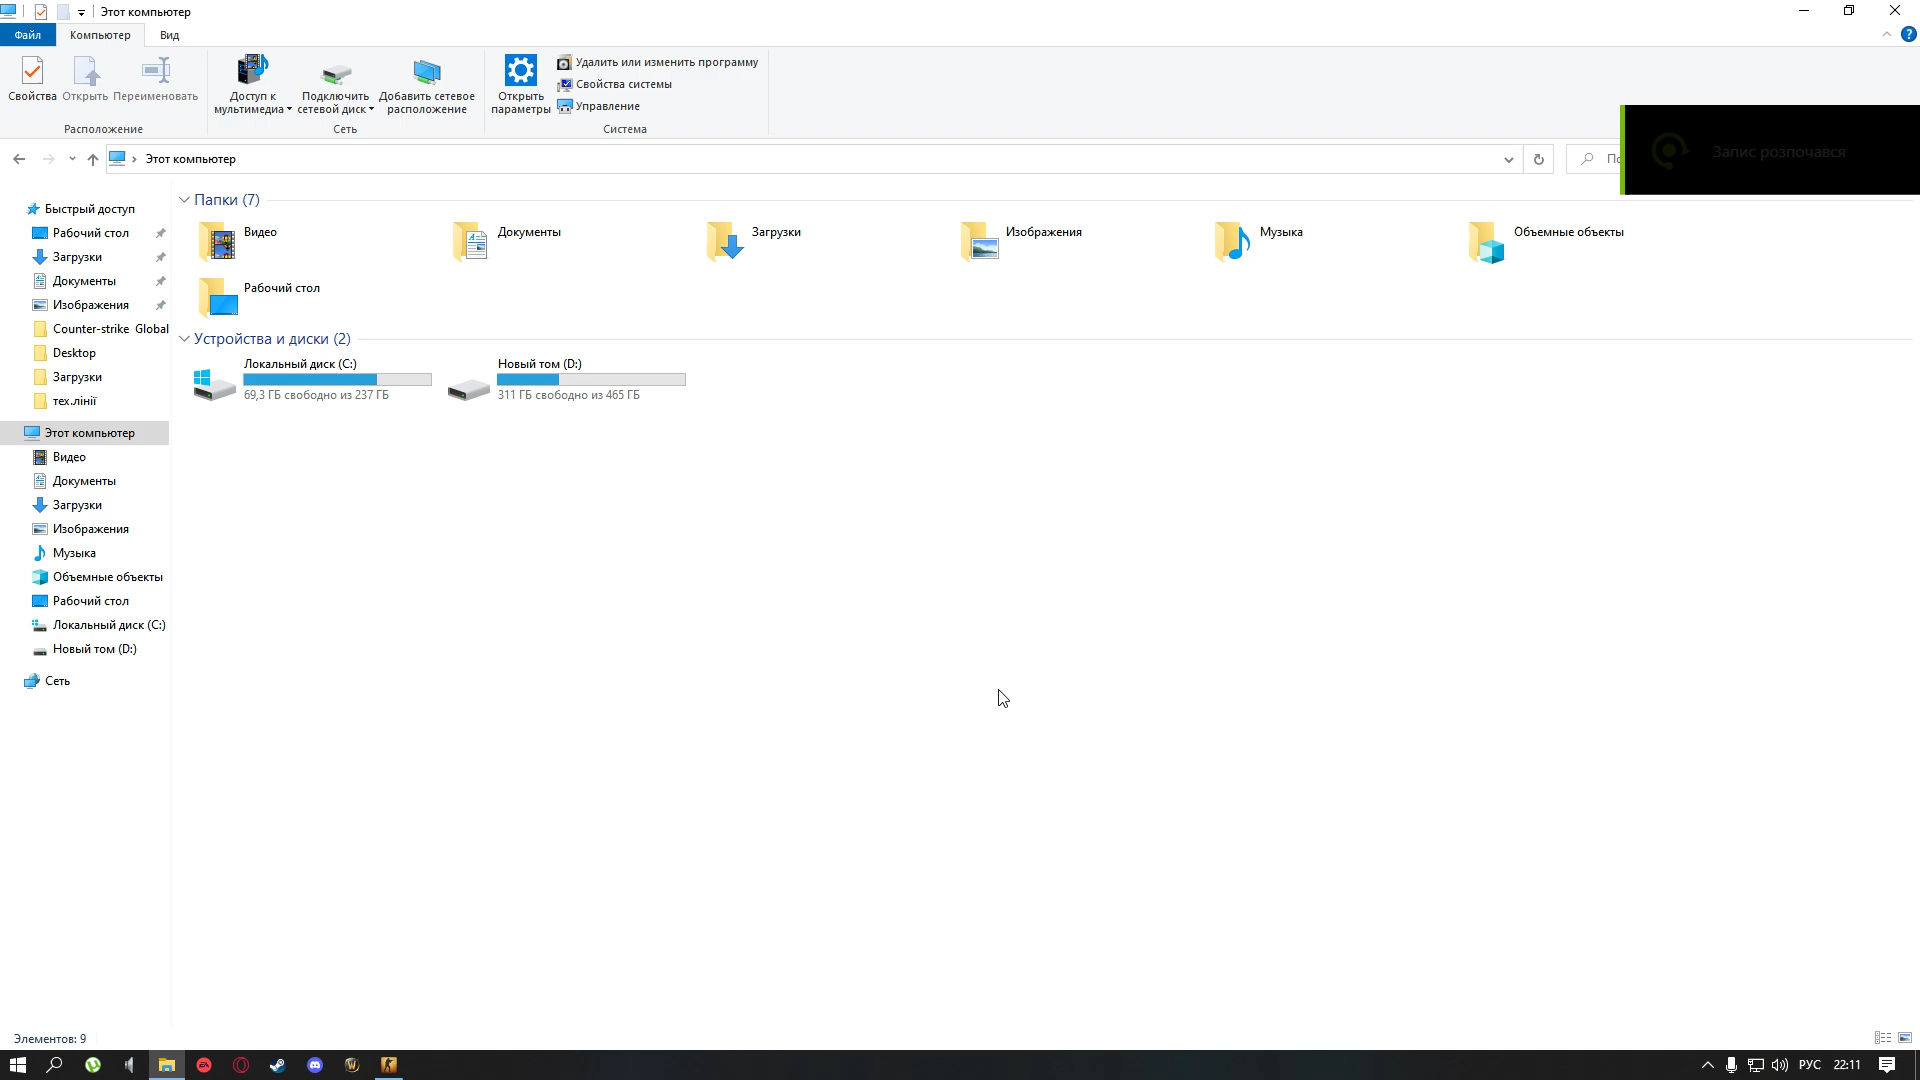 Этот компьютер
Файл
Компьютер
Вид
Свойства
Открыть
Переименовать
Расположение
Доступ к
мультимедиа
Подключить
сетевой диск
Добавить сетевое
расположение
Сеть
Открыть
параметры
Удалить или изменить программу
Свойства системы
Управление
Система
Этот компьютер
Запис розпочався
Быстрый доступ
Рабочий стол
Загрузки
Документы
Изображения
Counter-strike Global
Desktop
Загрузки
тех.лінії
Этот компьютер
Видео
Документы
Загрузки
Изображения
Музыка
Объемные объекты
Рабочий стол
Локальный диск (C:)
Новый том (D:)
Сеть
Папки (7)
Видео
Документы
Загрузки
Изображения
Музыка
Объемные объекты
Рабочий стол
Устройства и диски (2)
Локальный диск (C:)
69,3 ГБ свободно из 237 ГБ
Новый том (D:)
311 ГБ свободно из 465 ГБ
Элементов: 9
РУС
22:11